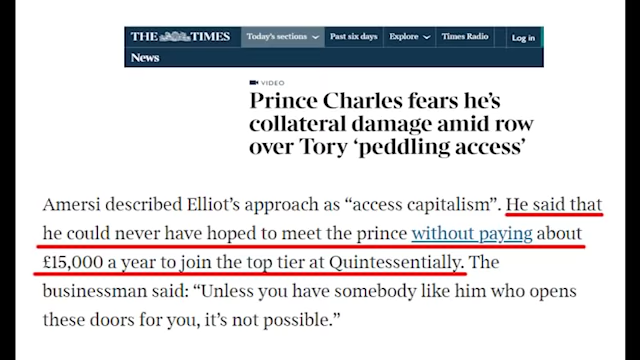 THE TIMES
Today's sections
Past six days
Explore
Times Radio
Log in
News
VIDEO
Prince Charles fears he's
collateral damage amid row
over Tory 'peddling access'
Amersi described Elliot's approach as “access capitalism”. He said that
he could never have hoped to meet the prince without paying about
£15,000 a year to join the top tier at Quintessentially. The
businessman said: “Unless you have somebody like him who opens
these doors for you, it's not possible.”